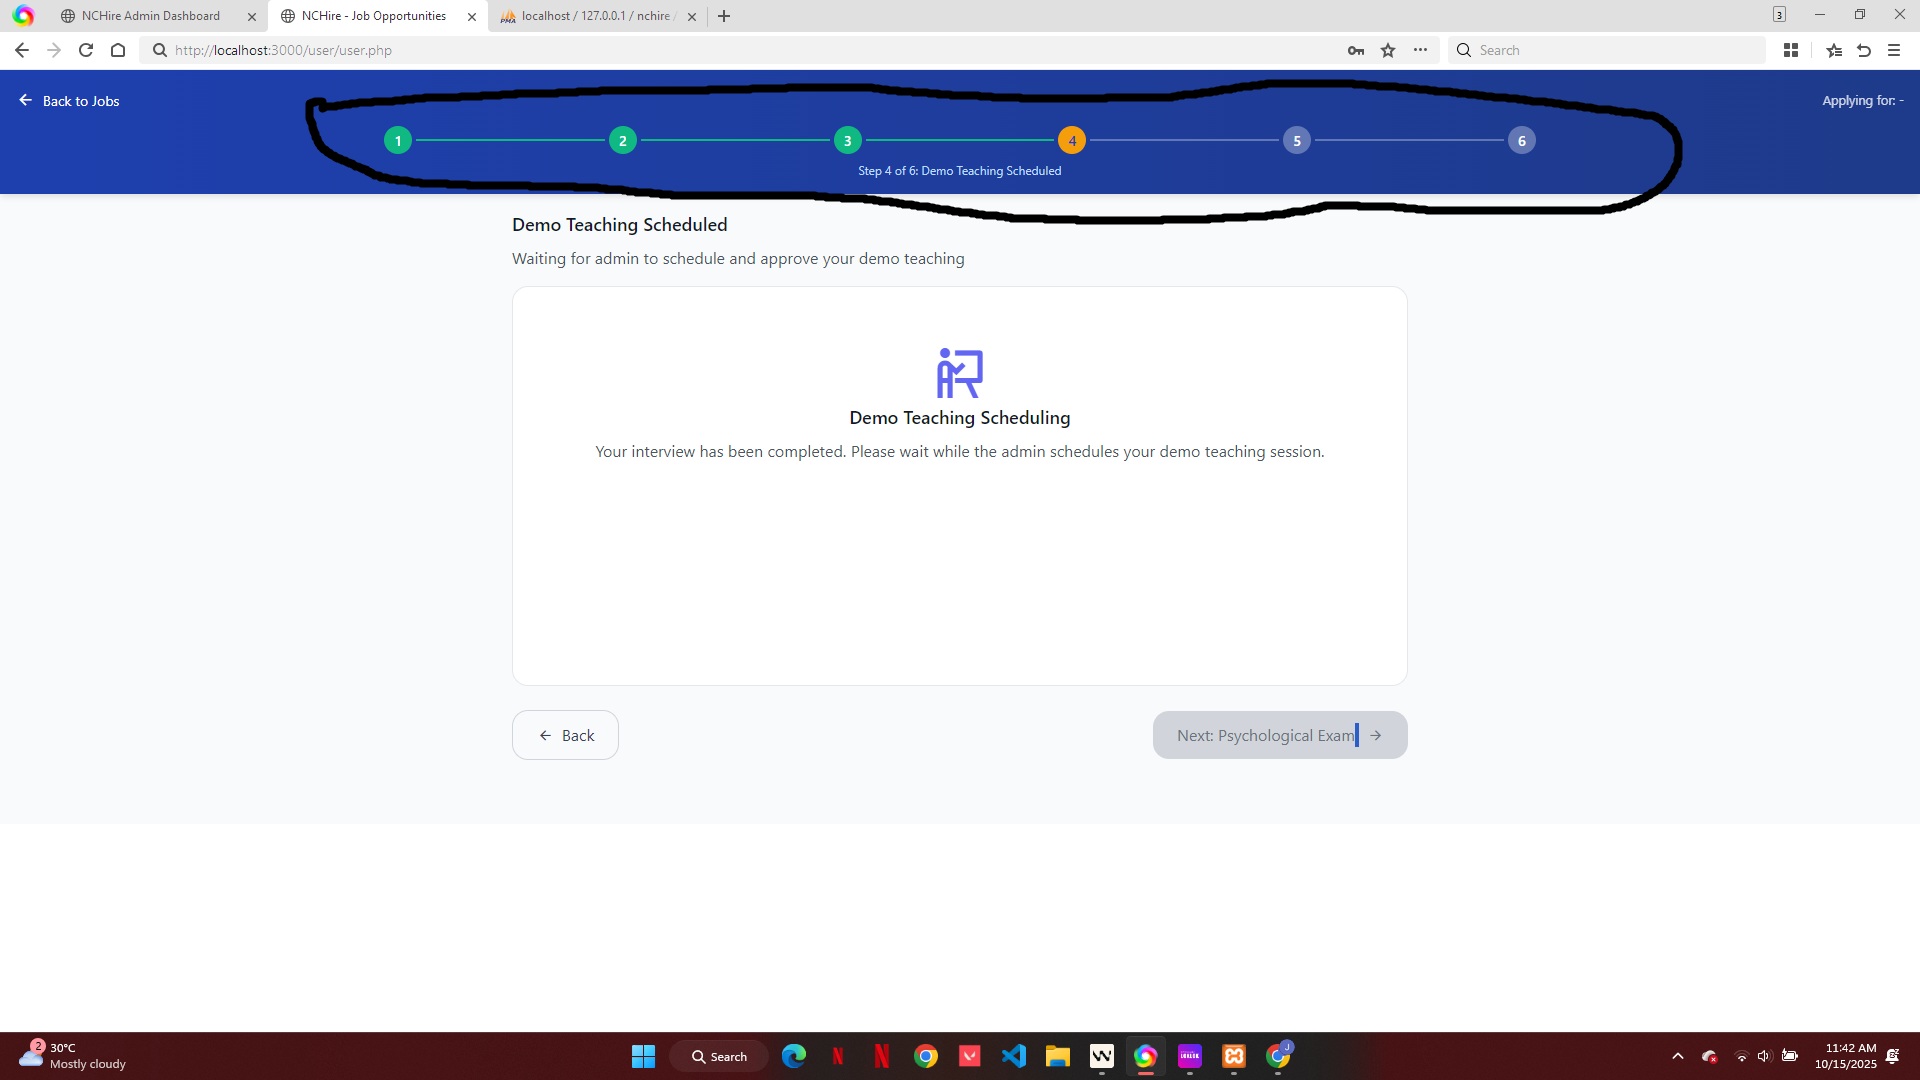 NCHire Admin Dashboard
NCHire - Job Opportunities
localhost / 127.0.0.1 / nchire /
3
http://localhost:3000/user/user.php
Search
Back to Jobs
Applying for: -
1
2
3
4
5
6
Step 4 of 6: Demo Teaching Scheduled
Demo Teaching Scheduled
Waiting for admin to schedule and approve your demo teaching
Demo Teaching Scheduling
Your interview has been completed. Please wait while the admin schedules your demo teaching session.
Back
Next: Psychological Exam
2
30°C
Mostly cloudy
Search
J
11:42 AM
10/15/2025